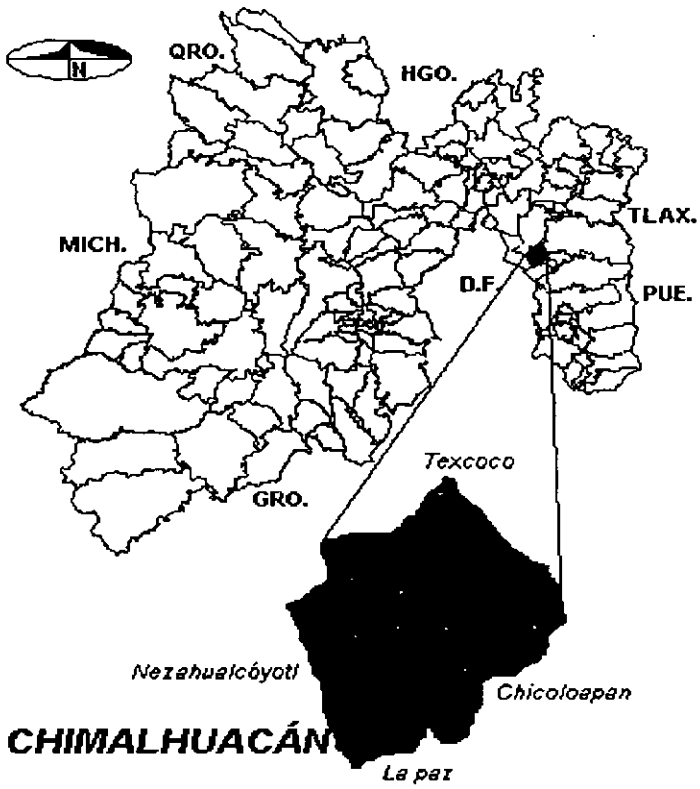 QRO.
HGO.
N
TLAX.
MICH.
D.F.
PUE.
Texcoco
GRO.
Nezahualcóyotl
Chicoloapan
CHIMALHUACÁN
La paz